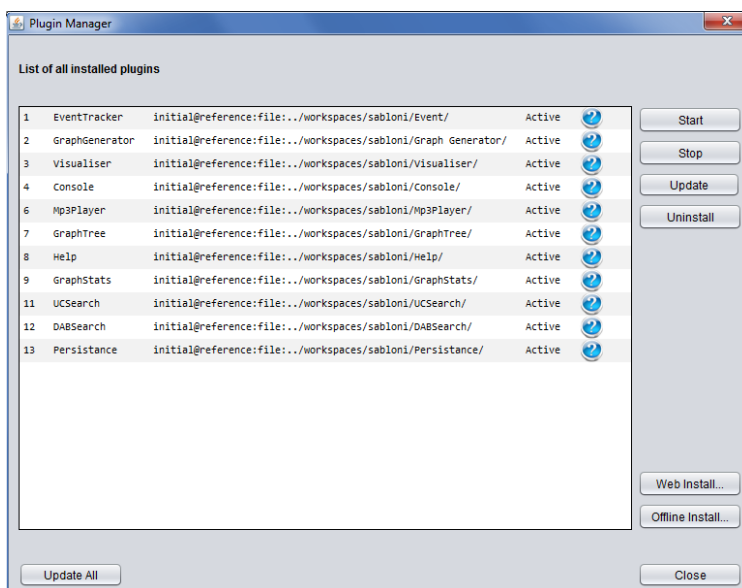 Plugin Manager
List of all installed plugins
1 EventTracker initial@reference:file:../workspaces/sabloni/Event/ Active
2 GraphGenerator initial@reference:file:../workspaces/sabloni/Graph Generator/ Active
3 Visualiser initial@reference:file:../workspaces/sabloni/Visualiser/ Active
4 Console initial@reference:file:../workspaces/sabloni/Console/ Active
6 Mp3Player initial@reference:file:../workspaces/sabloni/Mp3Player/ Active
7 GraphTree initial@reference:file:../workspaces/sabloni/GraphTree/ Active
8 Help initial@reference:file:../workspaces/sabloni/Help/ Active
9 GraphStats initial@reference:file:../workspaces/sabloni/GraphStats/ Active
11 UCSearch initial@reference:file:../workspaces/sabloni/UCSearch/ Active
12 DABSearch initial@reference:file:../workspaces/sabloni/DABSearch/ Active
13 Persistance initial@reference:file:../workspaces/sabloni/Persistance/ Active
Start
Stop
Update
Uninstall
Web Install...
Offline Install...
Update All
Close